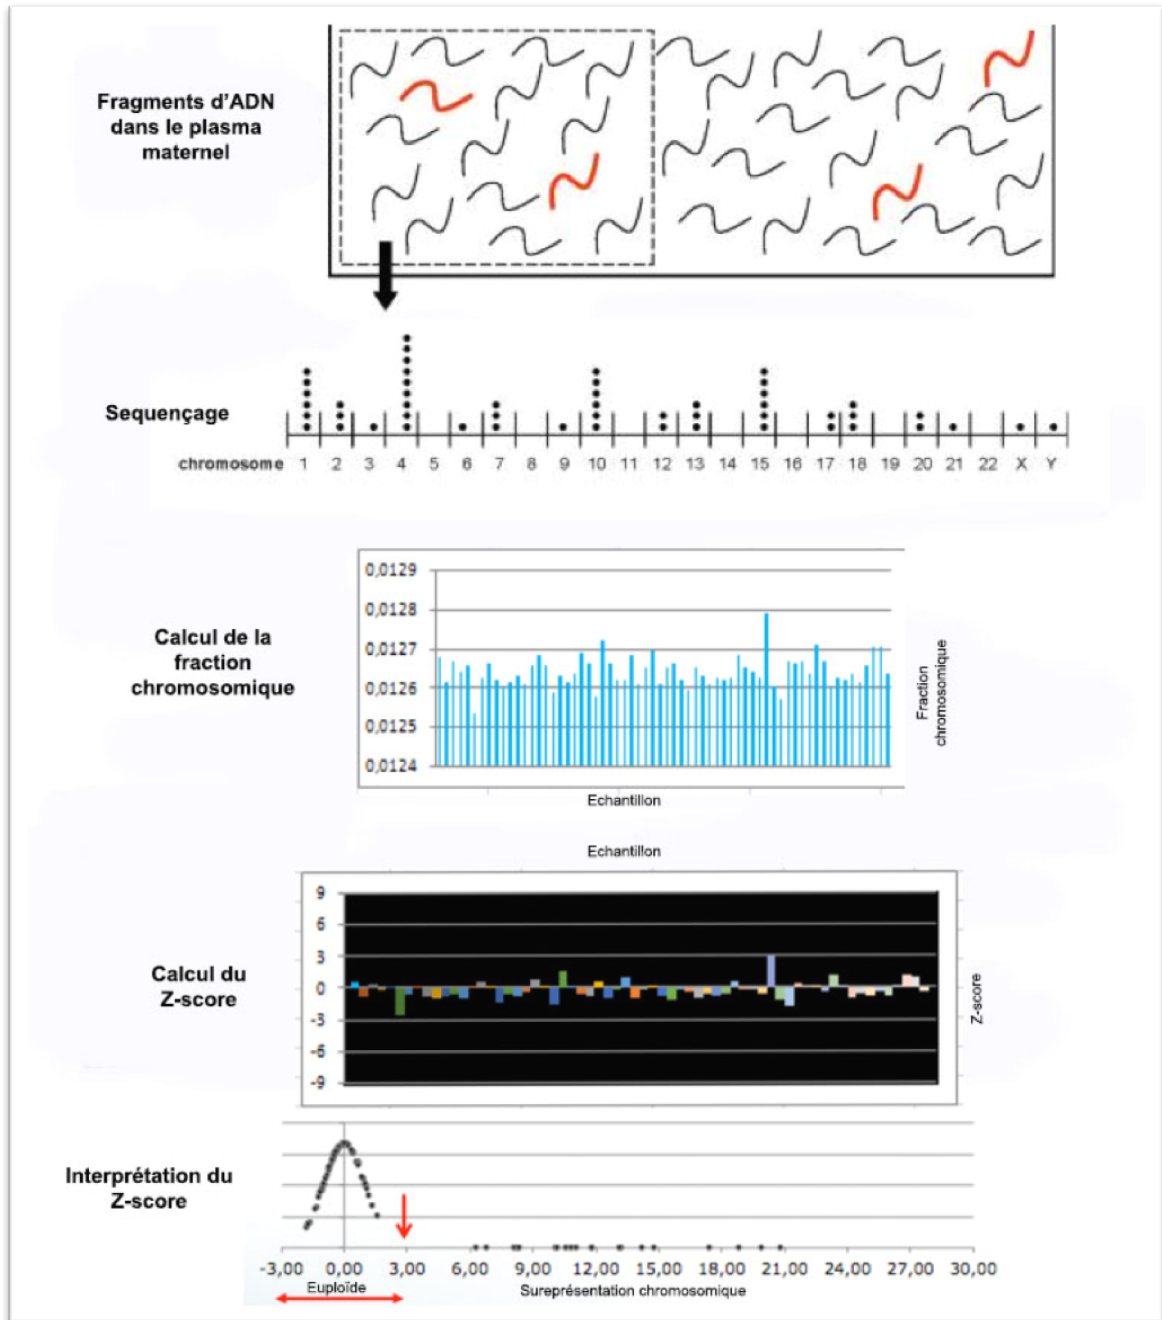 Fragments d’ADN
dans le plasma
maternel
Sequençage
chromosome 1 2 3 4 5 6 7 8 9 10 11 12 13 14 15 16 17 18 19 20 21 22 X Y
Calcul de la
fraction
chromosomique
0,0129
0,0128
0,0127
0,0126
0,0125
0,0124
Fraction
chromosomique
Echantillon
Echantillon
Calcul du
Z-score
9
6
3
0
-3
-6
-9
Z-score
Interprétation du
Z-score
-3,00 0,00 3,00 6,00 9,00 12,00 15,00 18,00 21,00 24,00 27,00 30,00
Euploïde
Sureprésentation chromosomique